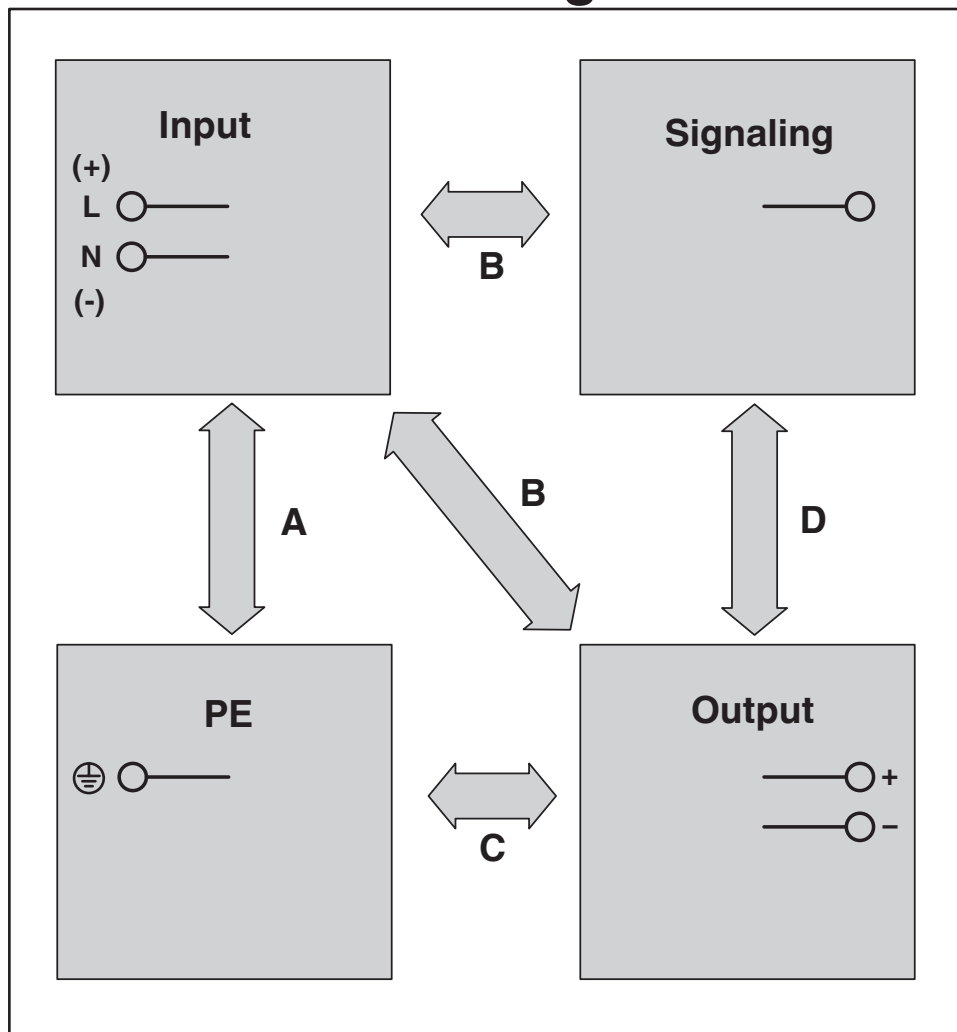 Input
(+)
L
N
(-)
Signaling
B
A
B
D
PE
C
Output
+
–